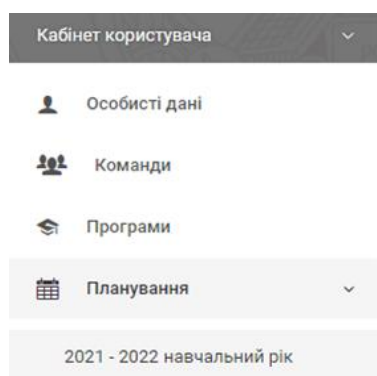 Кабінет користувача
Особисті дані
Команди
Програми
Планування
2021 - 2022 навчальний рік